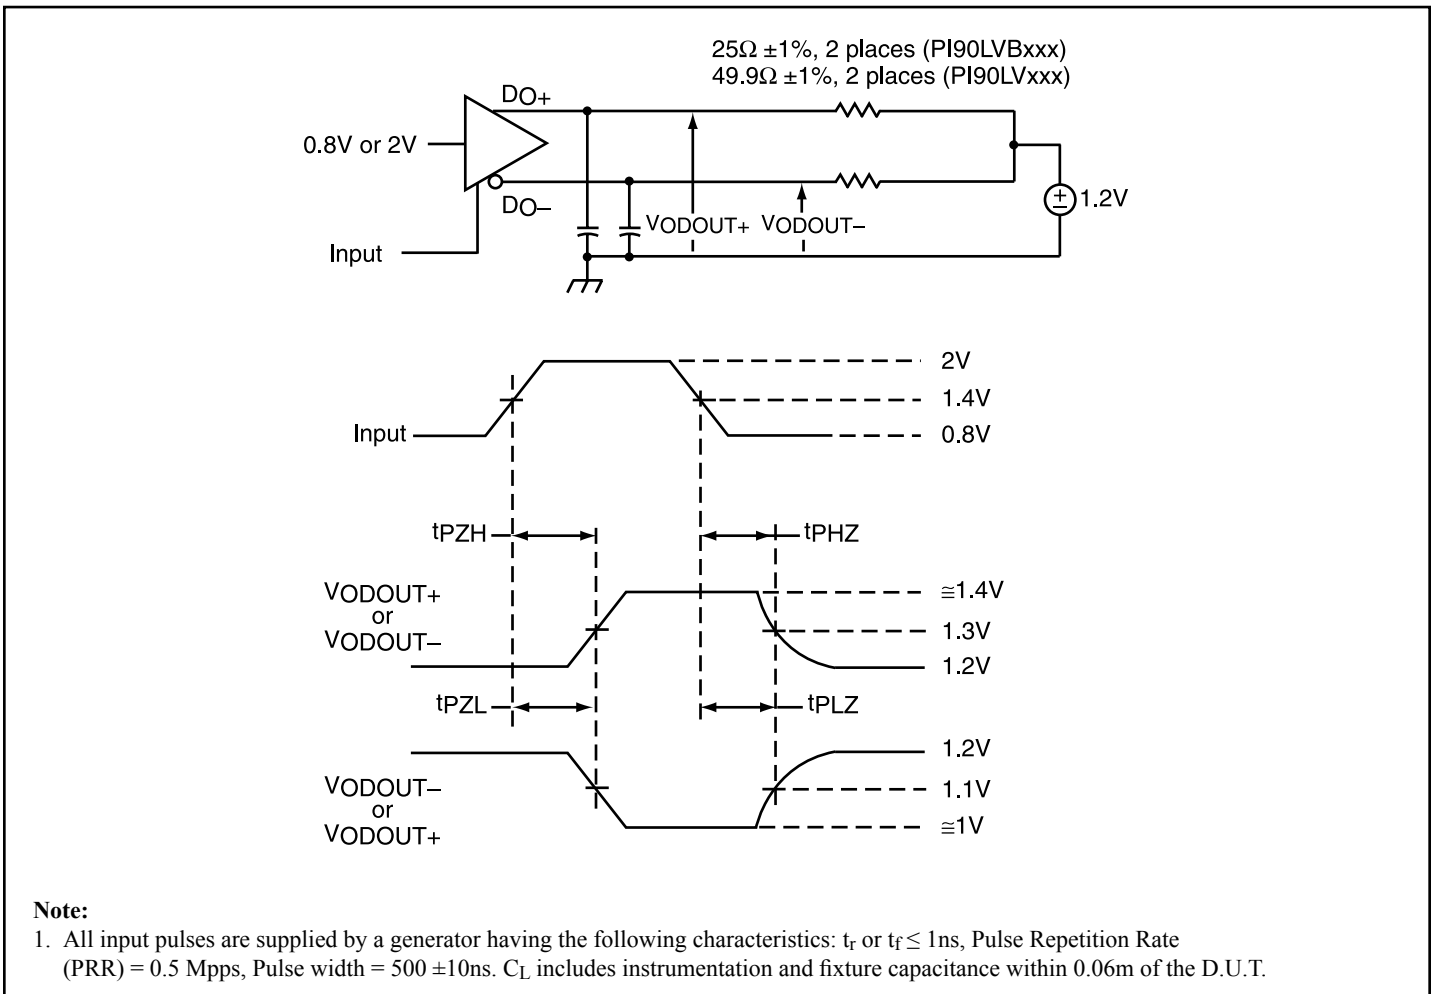 25Ω ±1%, 2 places (PI90LVBxxx)
49.9Ω ±1%, 2 places (PI90LVxxx)
DO+
0.8V or 2V
DO–
VODOUT+ VODOUT–
1.2V
Input
2V
1.4V
Input
0.8V
tPZH
tPHZ
VODOUT+
or
VODOUT–
≅1.4V
1.3V
1.2V
tPZL
tPLZ
VODOUT–
or
VODOUT+
1.2V
1.1V
≅1V
Note:
1. All input pulses are supplied by a generator having the following characteristics: tr or tf ≤ 1ns, Pulse Repetition Rate
(PRR) = 0.5 Mpps, Pulse width = 500 ±10ns. CL includes instrumentation and fixture capacitance within 0.06m of the D.U.T.